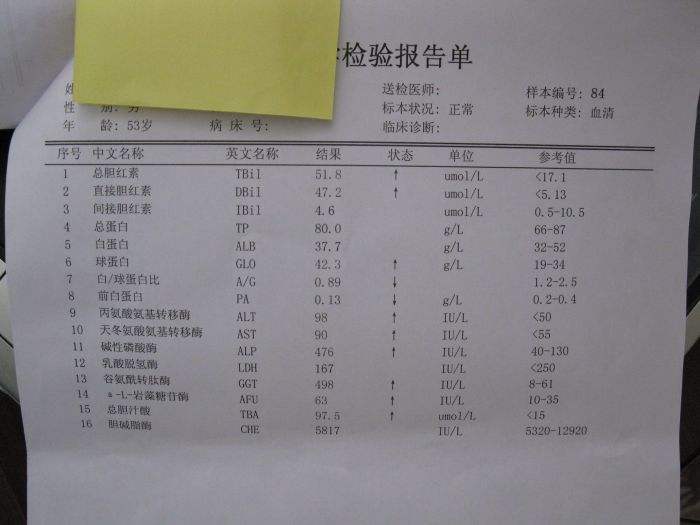 检验报告单
送检医师: 样本编号: 84
性 别: 男 标本状况: 正常 标本种类: 血清
年 龄: 53岁 病 床 号: 临床诊断:
序号 中文名称 英文名称 结果 状态 单位 参考值
1 总胆红素 TBil 51.8 ↑ umol/L <17.1
2 直接胆红素 DBil 47.2 ↑ umol/L <5.13
3 间接胆红素 IBil 4.6 umol/L 0.5-10.5
4 总蛋白 TP 80.0 g/L 66-87
5 白蛋白 ALB 37.7 g/L 32-52
6 球蛋白 GLO 42.3 ↑ g/L 19-34
7 白/球蛋白比 A/G 0.89 ↓ 1.2-2.5
8 前白蛋白 PA 0.13 ↓ g/L 0.2-0.4
9 丙氨酸氨基转移酶 ALT 98 ↑ IU/L <50
10 天冬氨酸氨基转移酶 AST 90 ↑ IU/L <55
11 碱性磷酸酶 ALP 476 ↑ IU/L 40-130
12 乳酸脱氢酶 LDH 167 IU/L <250
13 谷氨酰转肽酶 GGT 498 ↑ IU/L 8-61
14 a-L-岩藻糖苷酶 AFU 63 ↑ IU/L 10-35
15 总胆汁酸 TBA 97.5 ↑ umol/L <15
16 胆碱脂酶 CHE 5817 IU/L 5320-12920